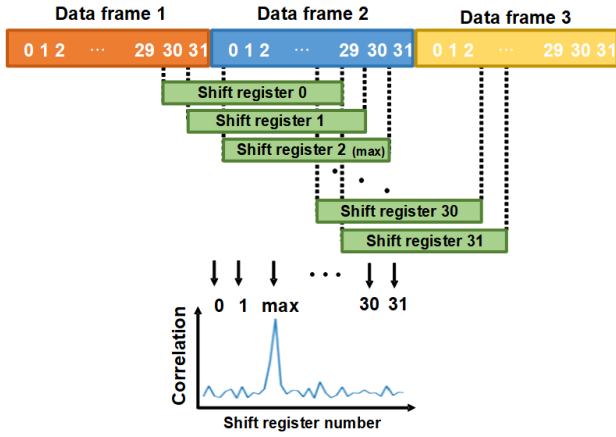 Data frame 1 Data frame 2 Data frame 3
0 1 2 ... 29 30 31 0 1 2 ... 29 30 31 0 1 2 ... 29 30 31
Shift register 0
Shift register 1
Shift register 2 (max)
Shift register 30
Shift register 31
0 1 max 30 31
Correlation
Shift register number